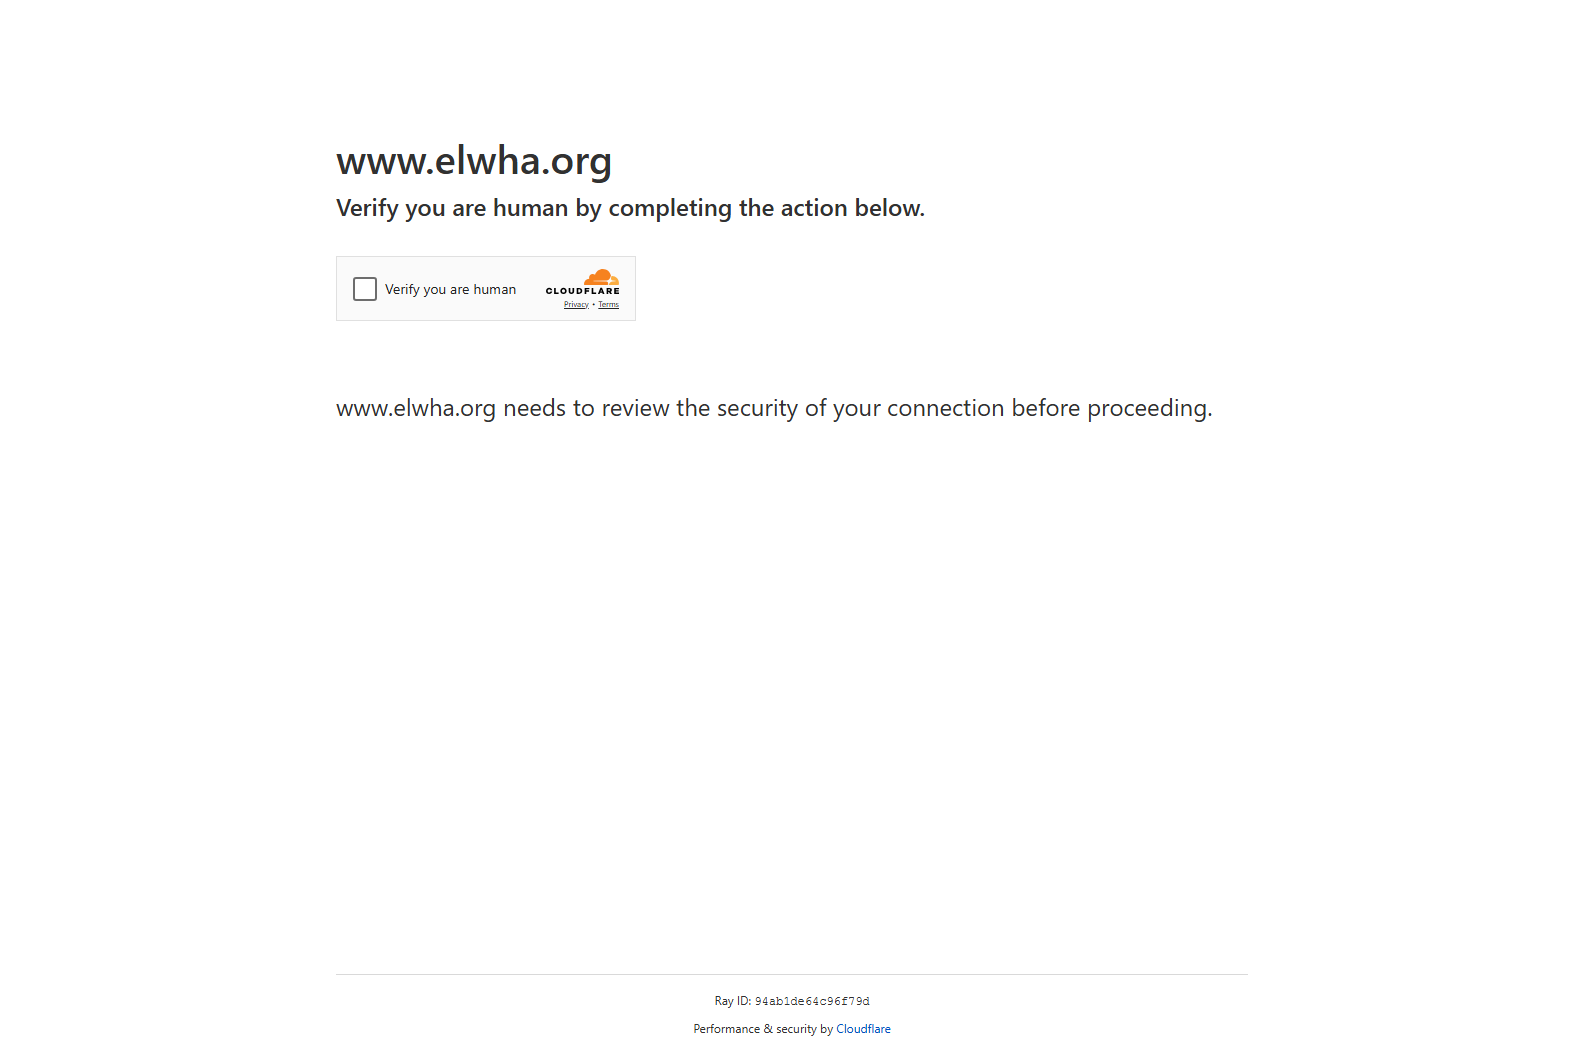 www.elwha.org
Verify you are human by completing the action below.
Verify you are human
CLOUDFLARE
Privacy • Terms
www.elwha.org needs to review the security of your connection before proceeding.
Ray ID: 94ab1de64c96f79d
Performance & security by Cloudflare